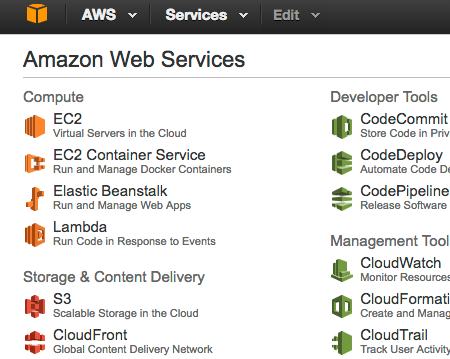 AWS Services Edit
Amazon Web Services
Compute
EC2
Virtual Servers in the Cloud
EC2 Container Service
Run and Manage Docker Containers
Elastic Beanstalk
Run and Manage Web Apps
Lambda
Run Code in Response to Events
Storage & Content Delivery
S3
Scalable Storage in the Cloud
CloudFront
Global Content Delivery Network
Developer Tools
CodeCommit
Store Code in Priv
CodeDeploy
Automate Code De
CodePipeline
Release Software
Management Tool
CloudWatch
Monitor Resources
CloudFormati
Create and Manag
CloudTrail
Track User Activity